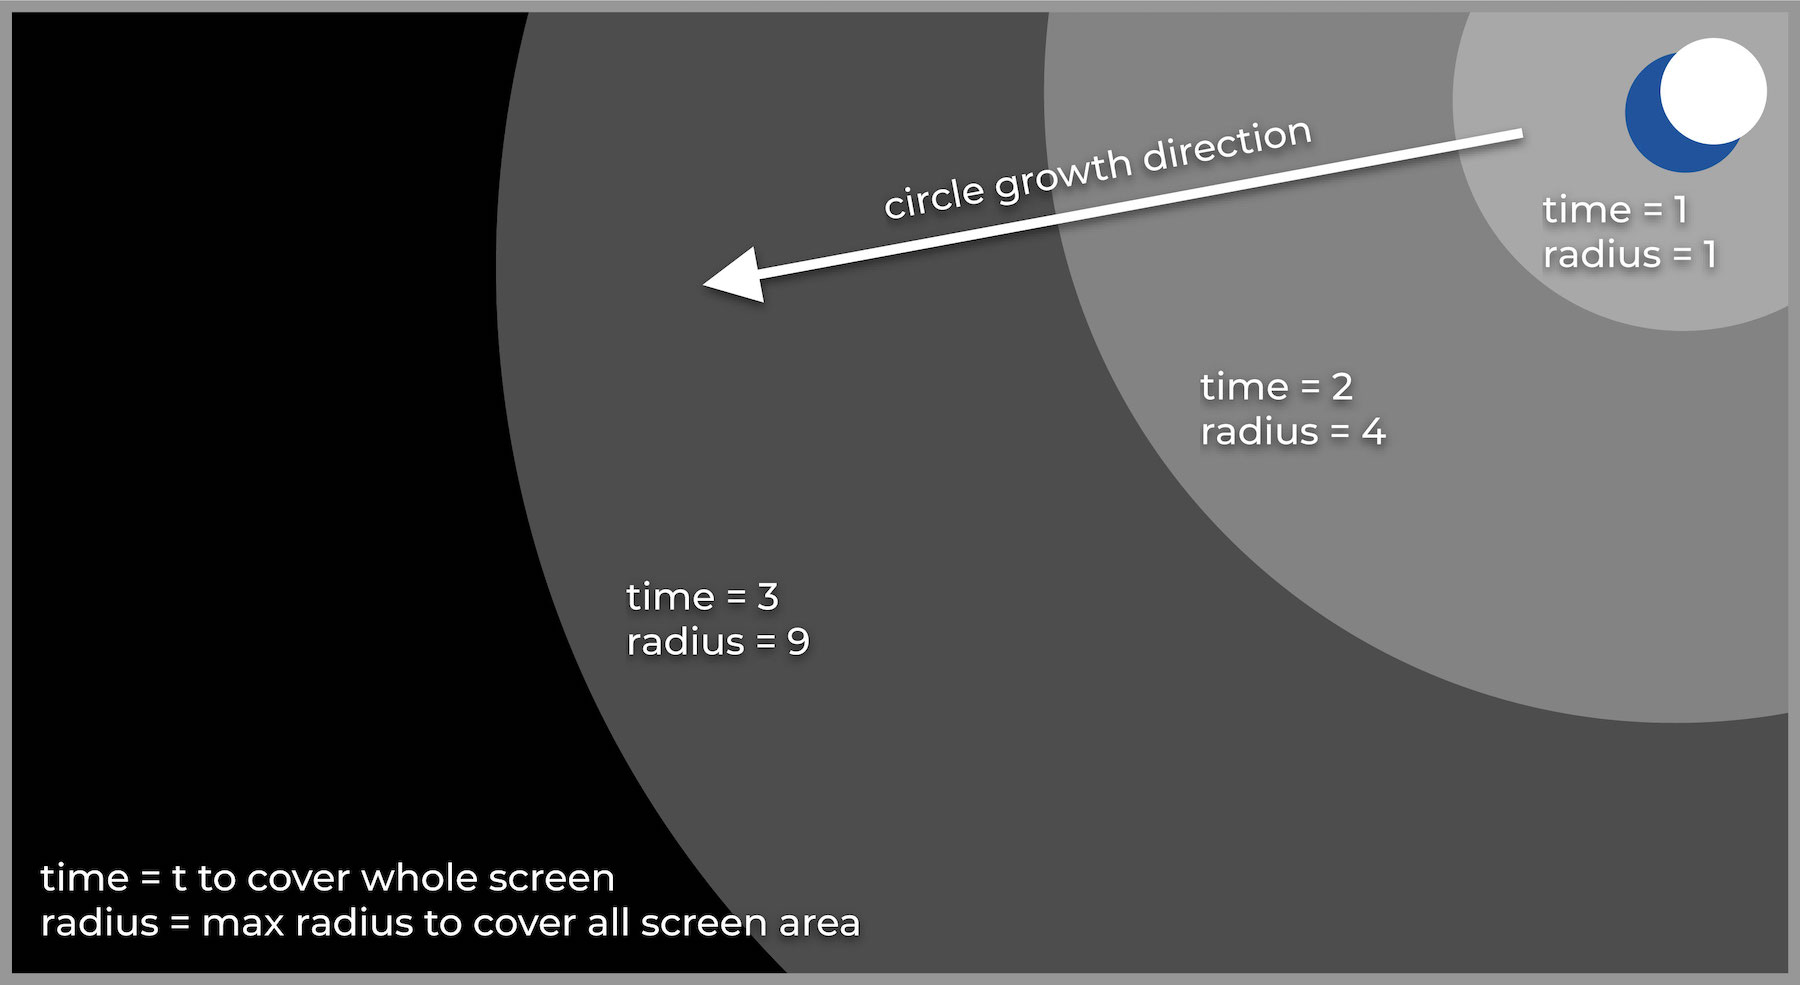 circle growth direction
time = 1
radius = 1
time = 2
radius = 4
time = 3
radius = 9
time = t to cover whole screen
radius = max radius to cover all screen area